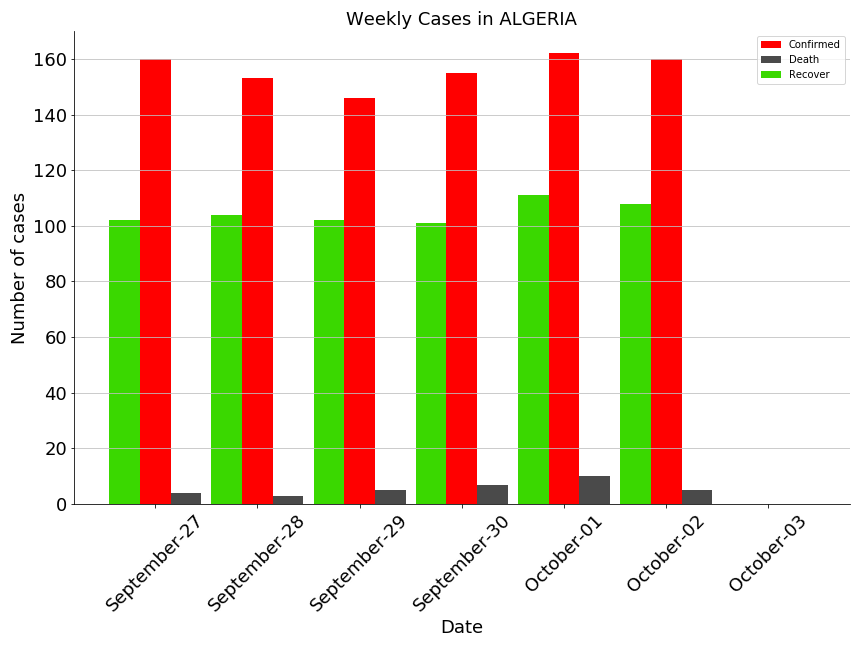 Weekly Cases in ALGERIA
Confirmed
Death
Recover
Number of cases
160
140
120
100
80
60
40
20
0
September-27
September-28
September-29
September-30
October-01
October-02
October-03
Date